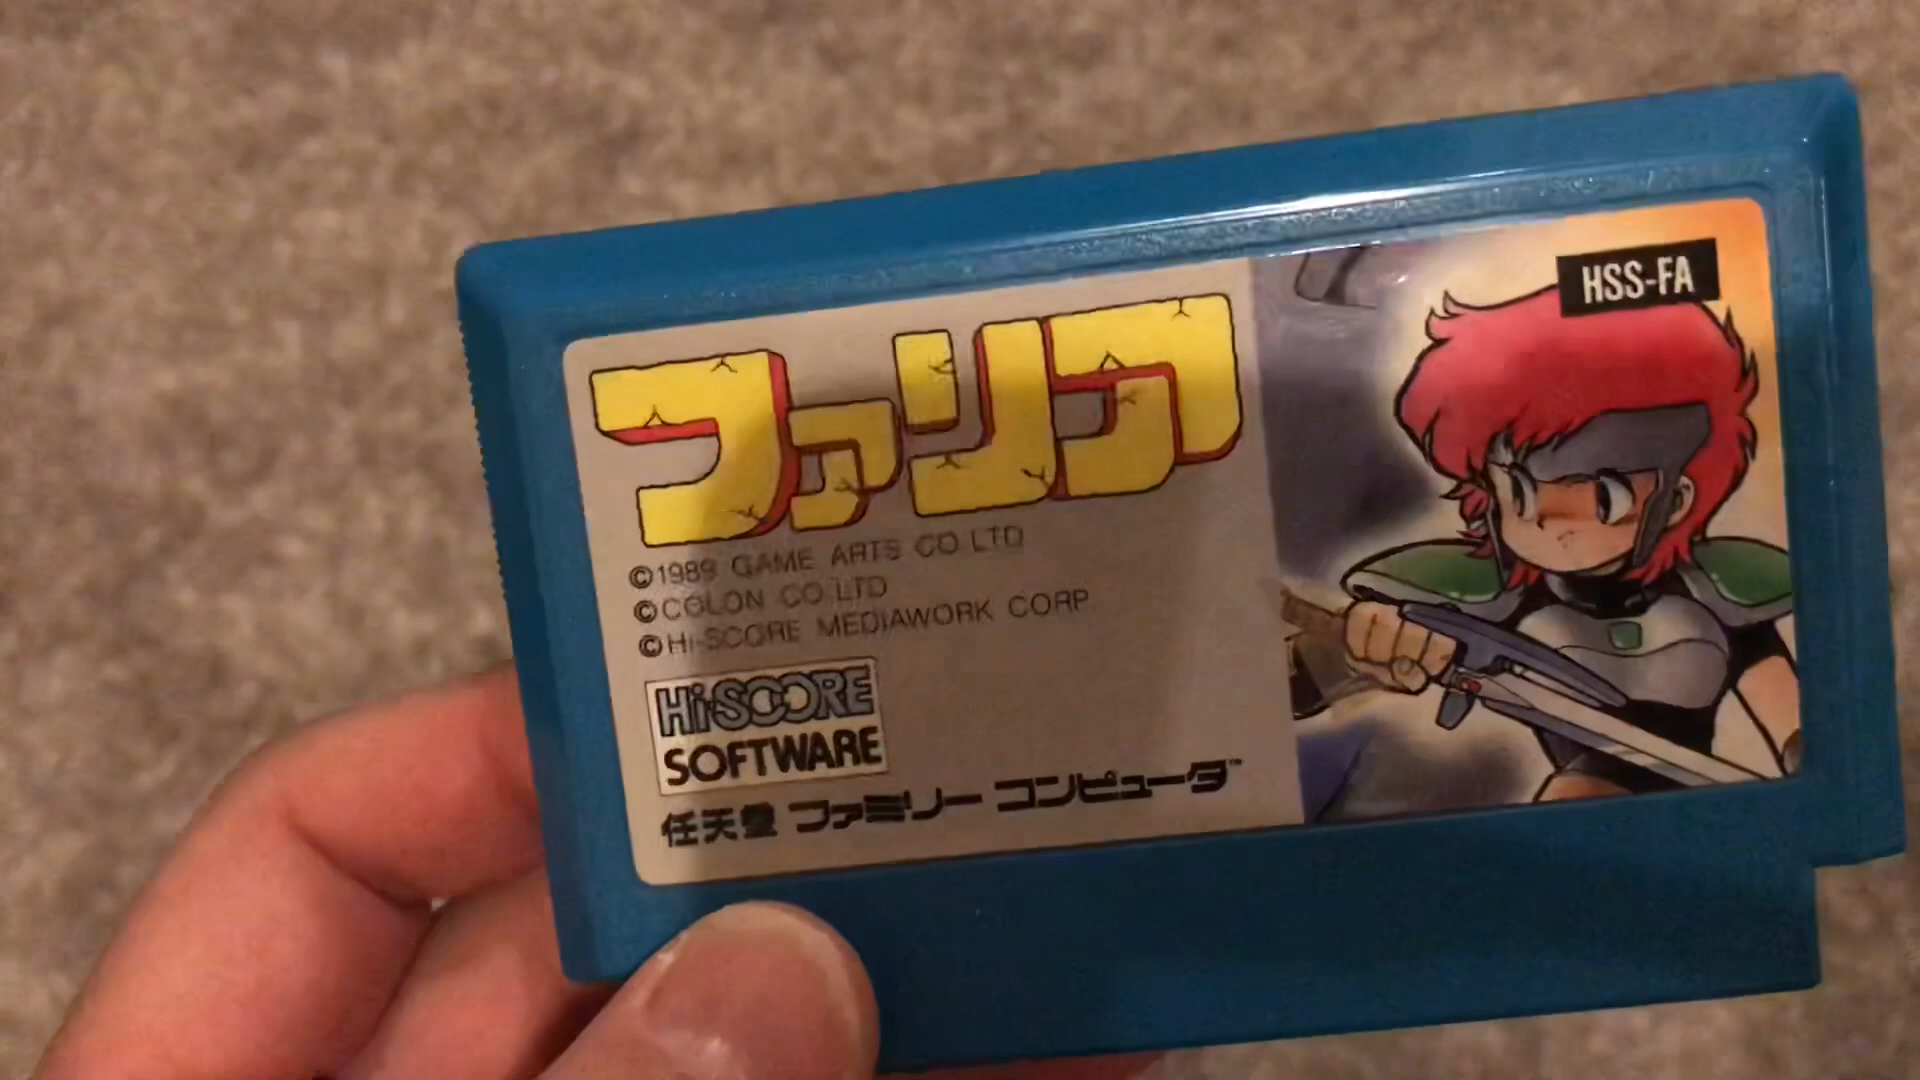 ファリア
HSS-FA
©1989 GAME ARTS CO LTD
©COLON CO LTD
©Hi-SCORE MEDIAWORK CORP
Hi-SCORE
SOFTWARE
任天堂 ファミリー コンピュータ™